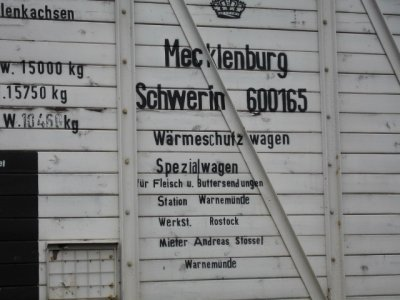 lenkachsen
W. 15000 kg
.15750 kg
W. 10460 kg
Mecklenburg
Schwerin 600165
Wärmeschutzwagen
Spezialwagen
für Fleisch u. Buttersendungen
Station Warnemünde
Werkst. Rostock
Mieter Andreas Stössel
Warnemünde